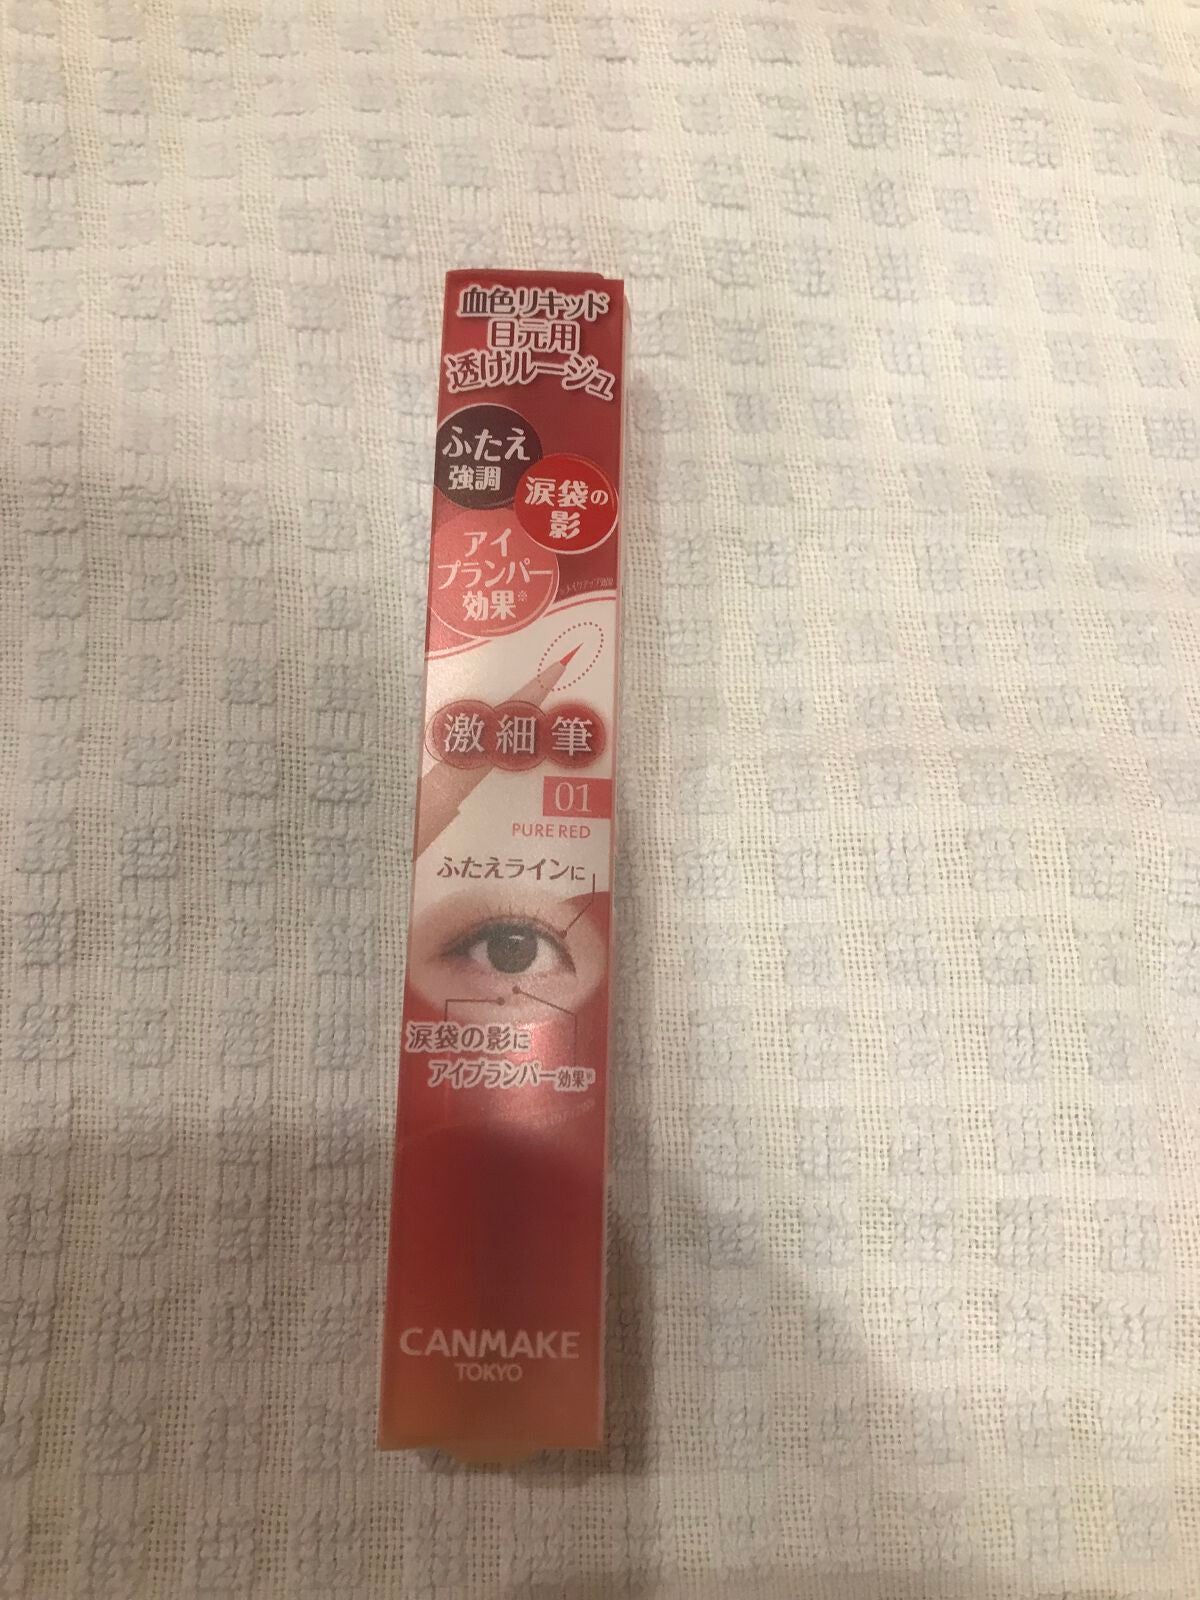 血色リキッド
目元用
透けルージュ
ふたえ
強調
涙袋の
影
アイ
プランパー
効果※
激細筆
01
PURE RED
ふたえラインに
涙袋の影に
アイプランパー効果※
CANMAKE
TOKYO